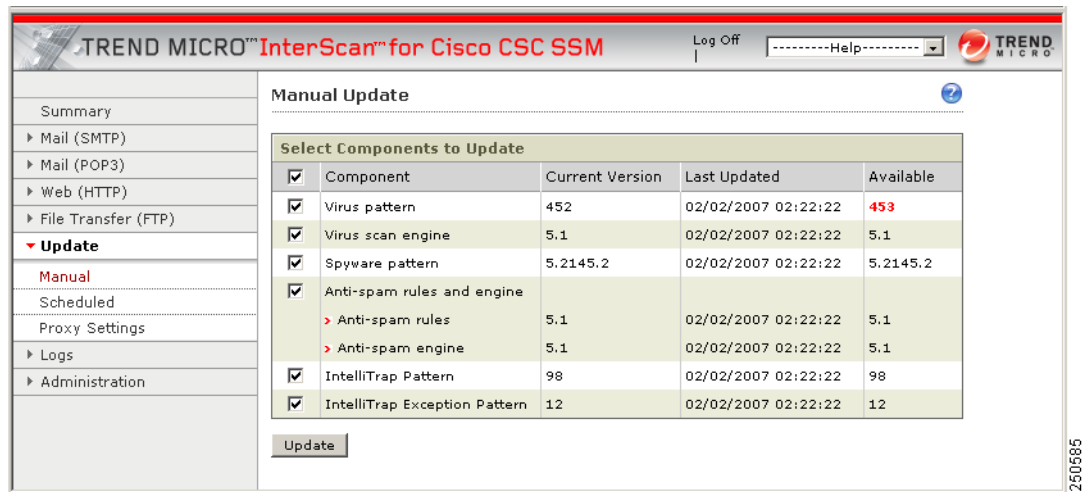 TREND MICRO™ InterScan™ for Cisco CSC SSM
Log Off
|
---------Help---------
TREND MICRO
Summary
Mail (SMTP)
Mail (POP3)
Web (HTTP)
File Transfer (FTP)
Update
Manual
Scheduled
Proxy Settings
Logs
Administration
Manual Update
?
Select Components to Update
Component Current Version Last Updated Available
Virus pattern 452 02/02/2007 02:22:22 453
Virus scan engine 5.1 02/02/2007 02:22:22 5.1
Spyware pattern 5.2145.2 02/02/2007 02:22:22 5.2145.2
Anti-spam rules and engine
Anti-spam rules 5.1 02/02/2007 02:22:22 5.1
Anti-spam engine 5.1 02/02/2007 02:22:22 5.1
IntelliTrap Pattern 98 02/02/2007 02:22:22 98
IntelliTrap Exception Pattern 12 02/02/2007 02:22:22 12
Update
250585